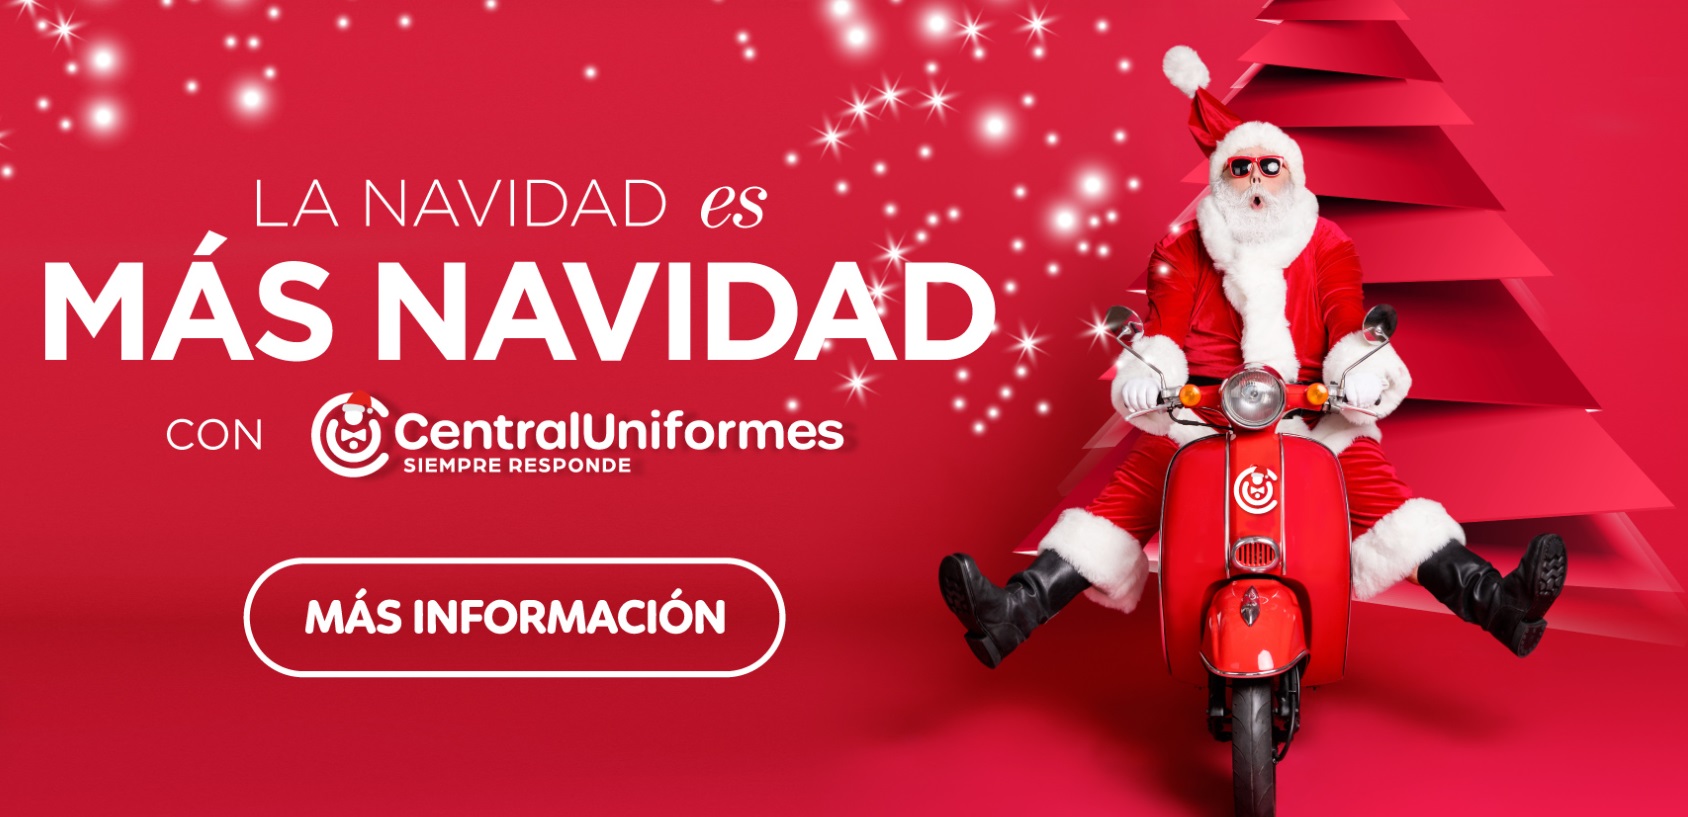 LA NAVIDAD es
MÁS NAVIDAD
CON CentralUniformes
SIEMPRE RESPONDE
MÁS INFORMACIÓN